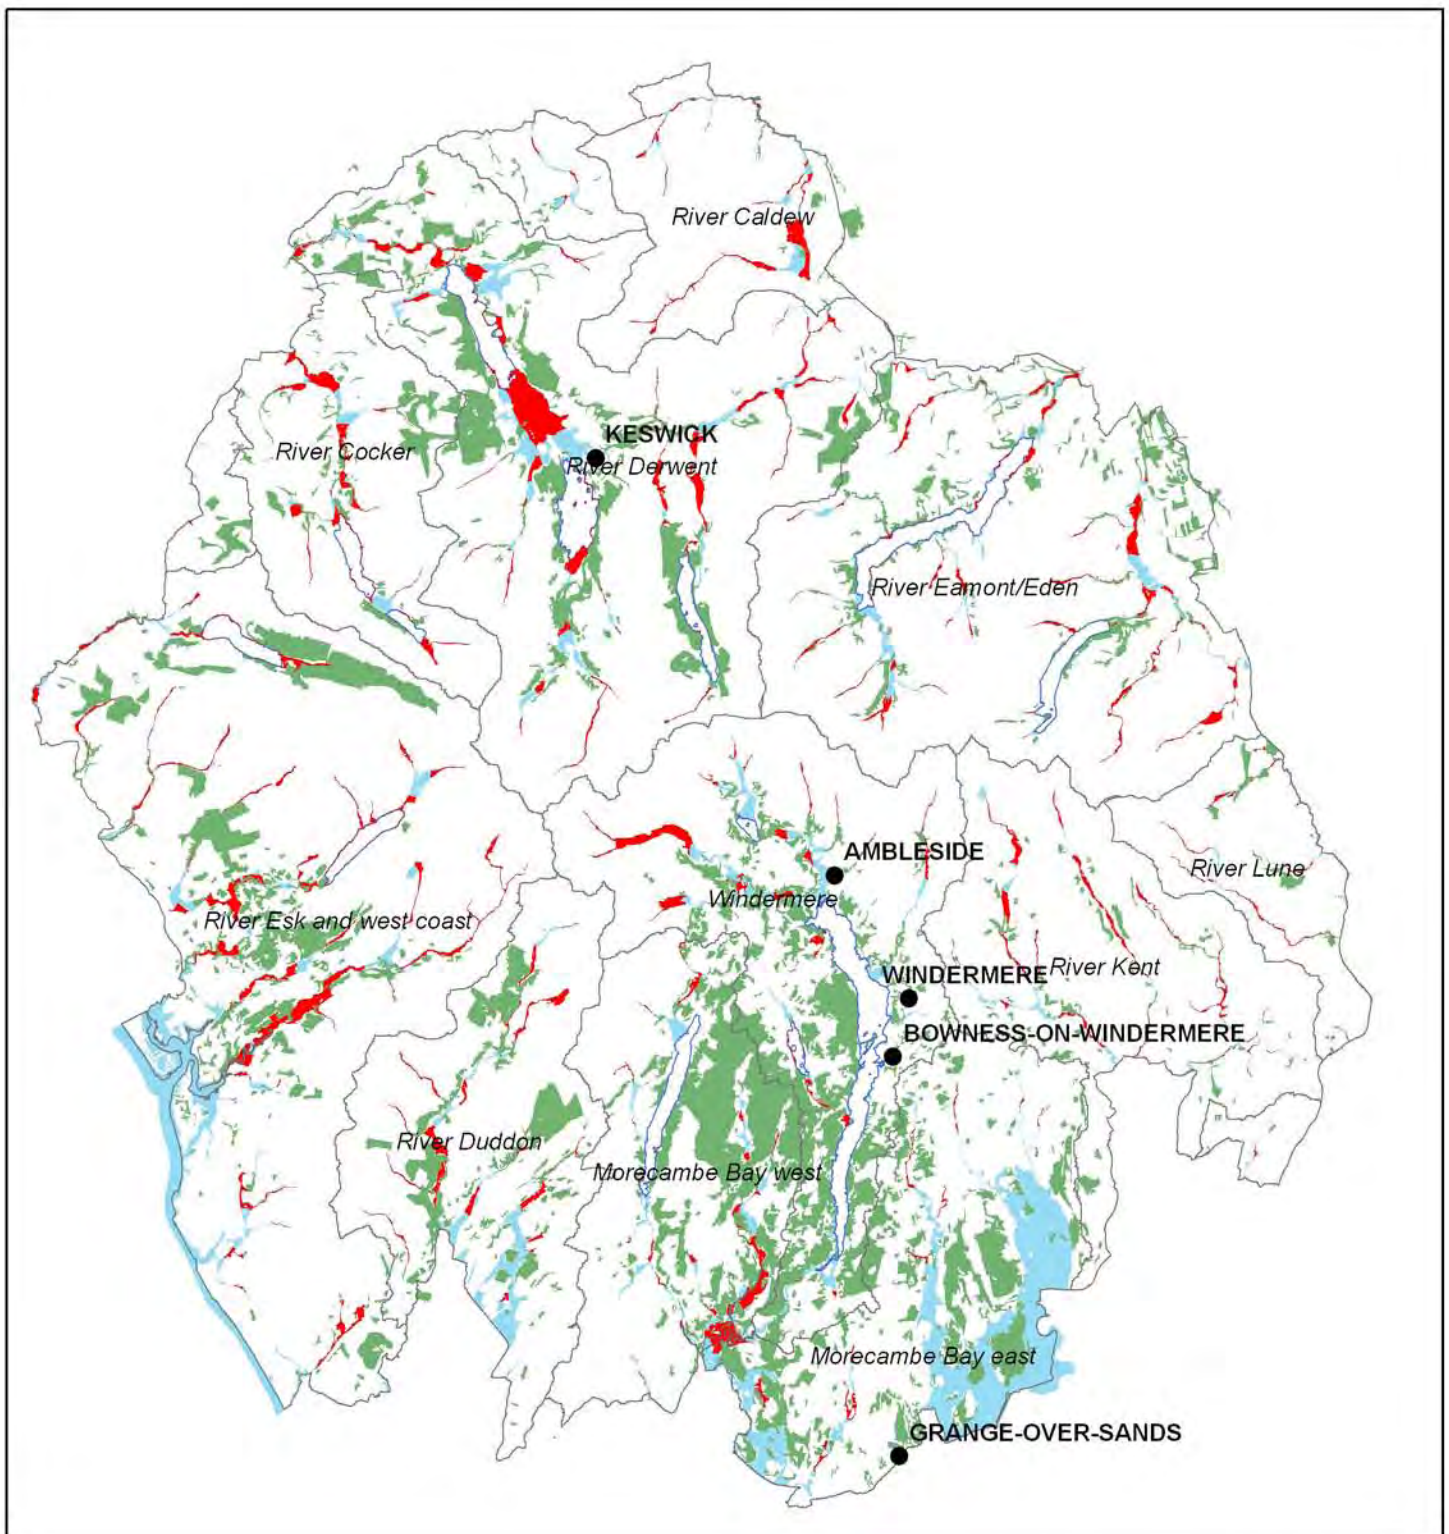 River Caldew
KESWICK
River Cocker
River Derwent
River Eamont/Eden
AMBLESIDE
River Lune
Windermere
River Esk and west coast
River Kent
WINDERMERE
BOWNESS-ON-WINDERMERE
River Duddon
Morecambe Bay west
Morecambe Bay east
GRANGE-OVER-SANDS